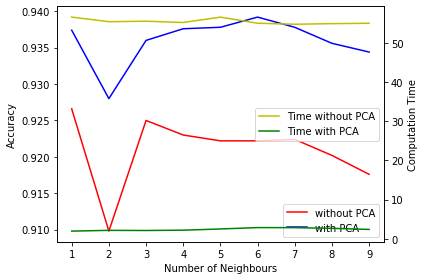 0.940
0.935
0.930
0.925
0.920
0.915
0.910
Accuracy
50
40
30
20
10
0
Computation Time
Time without PCA
Time with PCA
without PCA
with PCA
1 2 3 4 5 6 7 8 9
Number of Neighbours